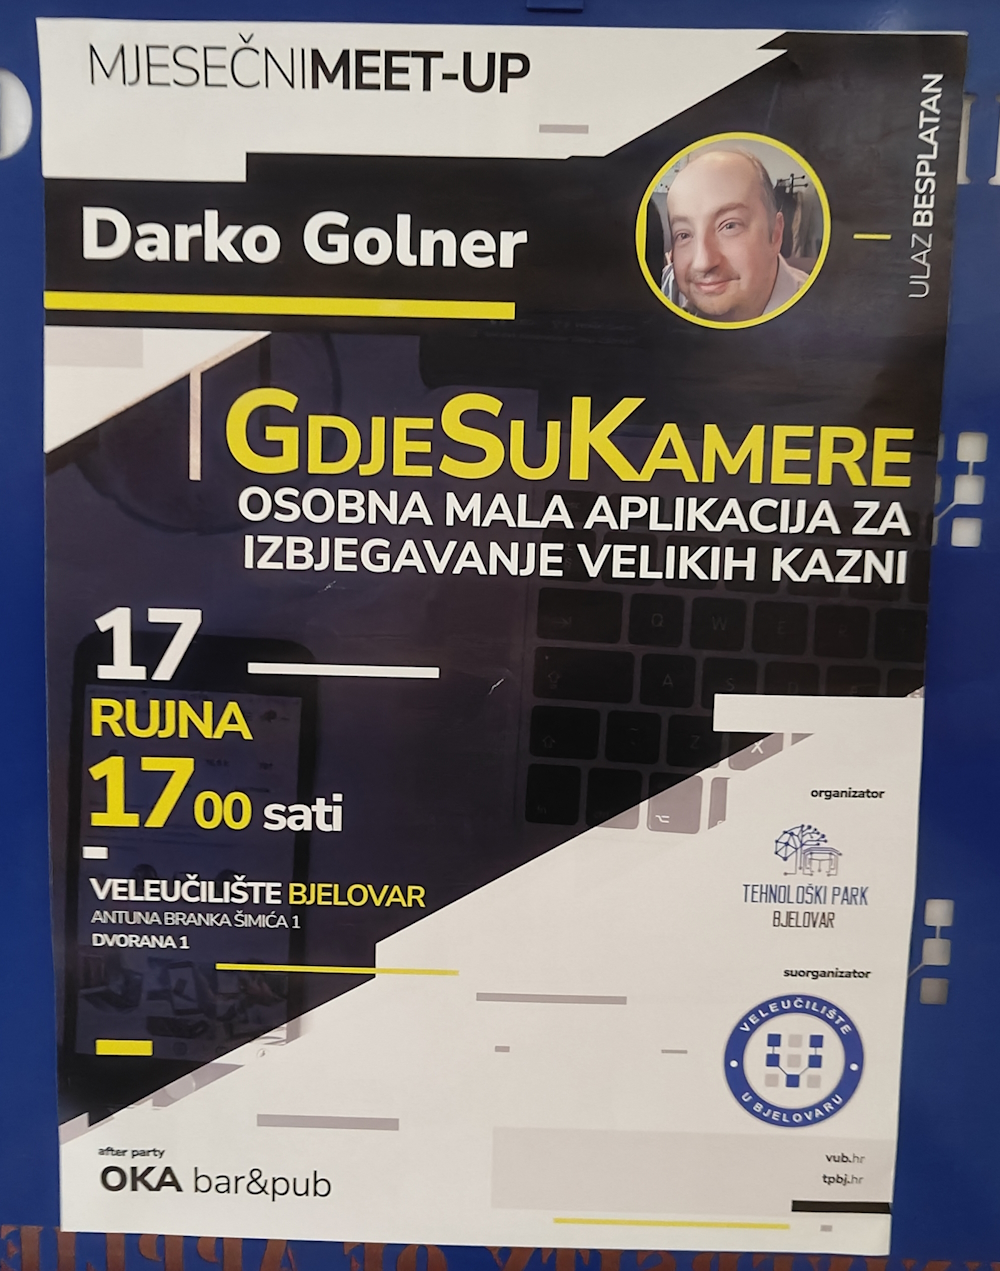 MJESEČNIMEET-UP
ULAZ BESPLATAN
Darko Golner
GDJESUKAMERE
OSOBNA MALA APLIKACIJA ZA
IZBJEGAVANJE VELIKIH KAZNI
17
RUJNA
1700 sati
VELEUČILIŠTE BJELOVAR
ANTUNA BRANKA ŠIMIĆA 1
DVORANA 1
organizator
TEHNOLOŠKI PARK
BJELOVAR
suorganizator
VELEUČILIŠTE
U BJELOVARU
after party
OKA bar&pub
vub.hr
tpbj.hr